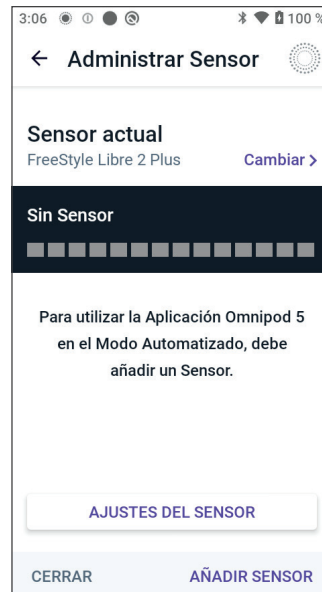 3:06 100 %
Administrar Sensor
Sensor actual
FreeStyle Libre 2 Plus Cambiar >
Sin Sensor
Para utilizar la Aplicación Omnipod 5
en el Modo Automatizado, debe
añadir un Sensor.
AJUSTES DEL SENSOR
CERRAR AÑADIR SENSOR